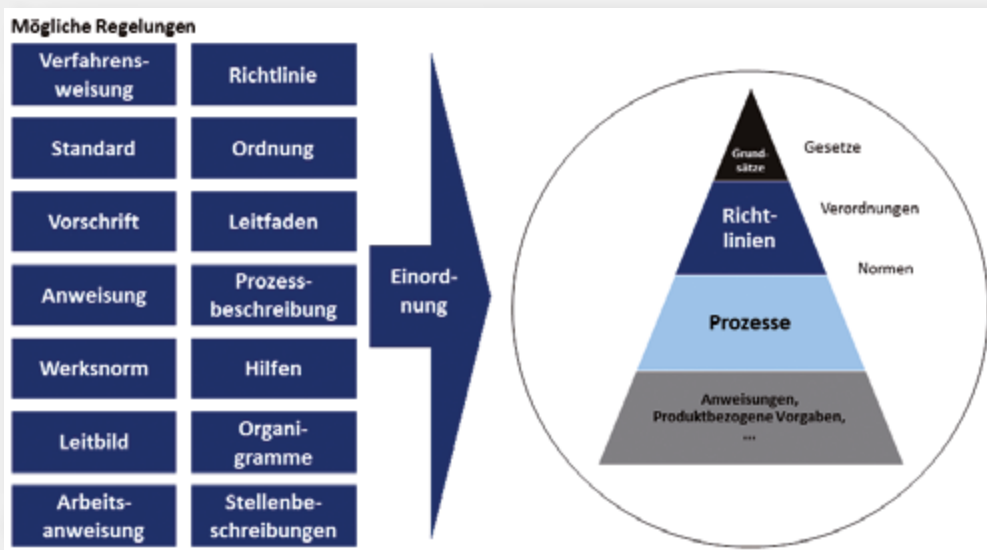 Mögliche Regelungen
Verfahrens-
weisung
Richtlinie
Standard
Ordnung
Vorschrift
Leitfaden
Anweisung
Prozess-
beschreibung
Werksnorm
Hilfen
Leitbild
Organi-
gramme
Arbeits-
anweisung
Stellenbe-
schreibungen
Einord-
nung
Grund-
sätze
Gesetze
Richt-
linien
Verordnungen
Normen
Prozesse
Anweisungen,
Produktbezogene Vorgaben,
...